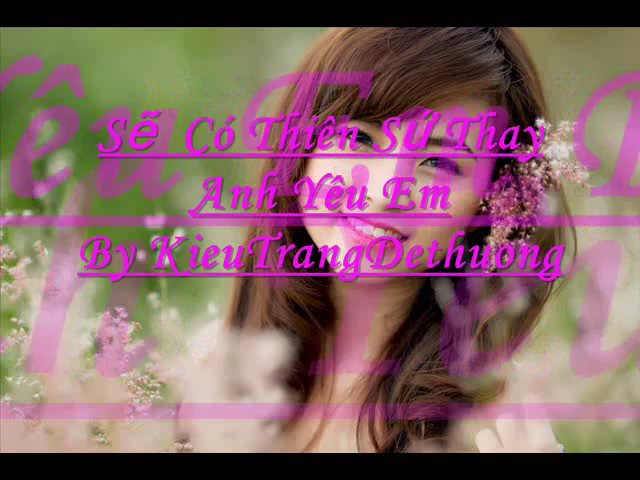 Sẽ Có Thiên Sứ Thay
Anh Yêu Em
By KieuTrangDethuong